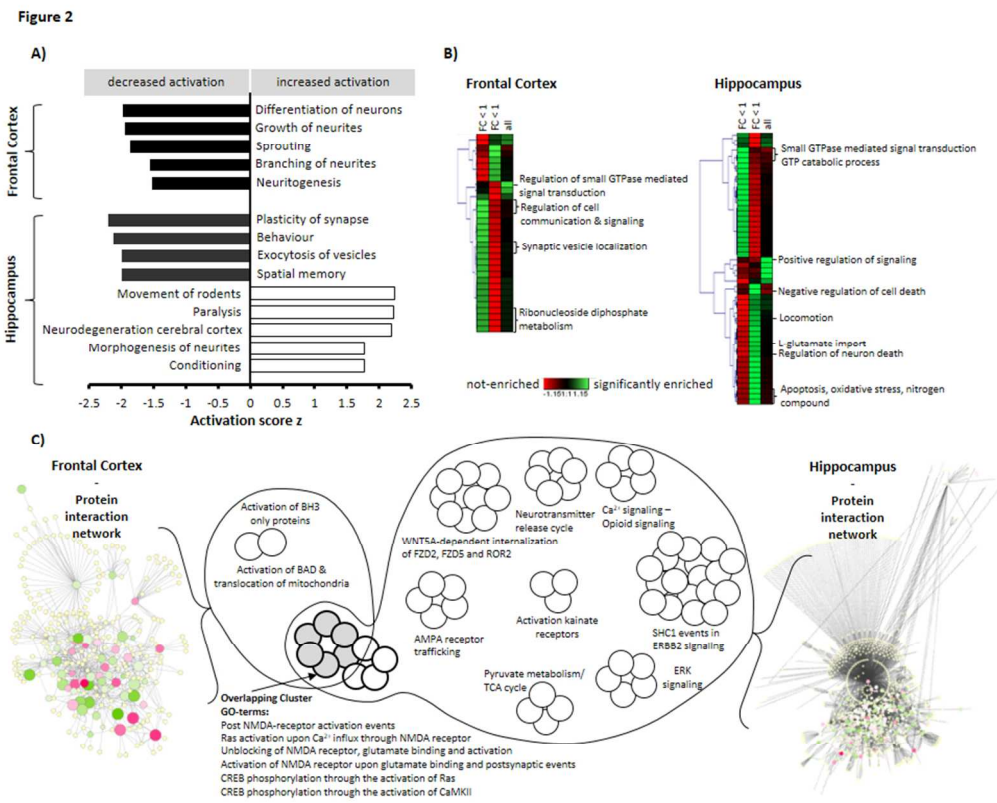 Figure 2
A)
decreased activation
increased activation
Frontal Cortex
Differentiation of neurons
Growth of neurites
Sprouting
Branching of neurites
Neuritogenesis
Hippocampus
Plasticity of synapse
Behaviour
Exocytosis of vesicles
Spatial memory
Movement of rodents
Paralysis
Neurodegeneration cerebral cortex
Morphogenesis of neurites
Conditioning
-2.5 -2 -1.5 -1 -0.5 0 0.5 1 1.5 2 2.5
Activation score z
B)
Frontal Cortex
FC < 1
FC < 1
all
Regulation of small GTPase mediated
signal transduction
Regulation of cell
communication & signaling
Synaptic vesicle localization
Ribonucleoside diphosphate
metabolism
not-enriched
significantly enriched
Hippocampus
FC < 1
FC < 1
all
Small GTPase mediated signal transduction
GTP catabolic process
Positive regulation of signaling
Negative regulation of cell death
Locomotion
L-glutamate import
Regulation of neuron death
Apoptosis, oxidative stress, nitrogen
compound
C)
Frontal Cortex
-
Protein
interaction
network
Activation of BH3
only proteins
Activation of BAD &
translocation of mitochondria
WNT5A-dependent internalization
of FZD2, FZD5 and ROR2
Neurotransmitter
release cycle
Ca²⁺ signaling –
Opioid signaling
AMPA receptor
trafficking
Activation kainate
receptors
SHC1 events in
ERBB2 signaling
Pyruvate metabolism/
TCA cycle
ERK
signaling
Hippocampus
-
Protein
interaction
network
Overlapping Cluster
GO-terms:
Post NMDA-receptor activation events
Ras activation upon Ca²⁺ influx through NMDA receptor
Unblocking of NMDA receptor, glutamate binding and activation
Activation of NMDA receptor upon glutamate binding and postsynaptic events
CREB phosphorylation through the activation of Ras
CREB phosphorylation through the activation of CaMKII